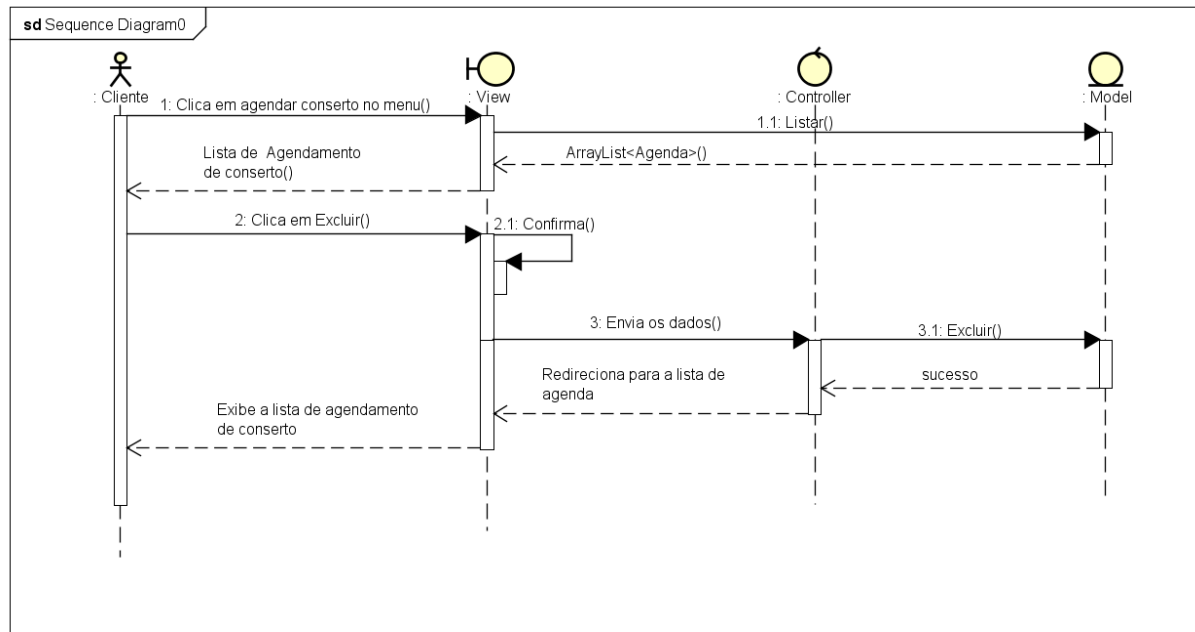 sd Sequence Diagram0
: Cliente
: View
: Controller
: Model
1: Clica em agendar conserto no menu()
1.1: Listar()
ArrayList<Agenda>()
Lista de Agendamento
de conserto()
2: Clica em Excluir()
2.1: Confirma()
3: Envia os dados()
3.1: Excluir()
sucesso
Redireciona para a lista de
agenda
Exibe a lista de agendamento
de conserto